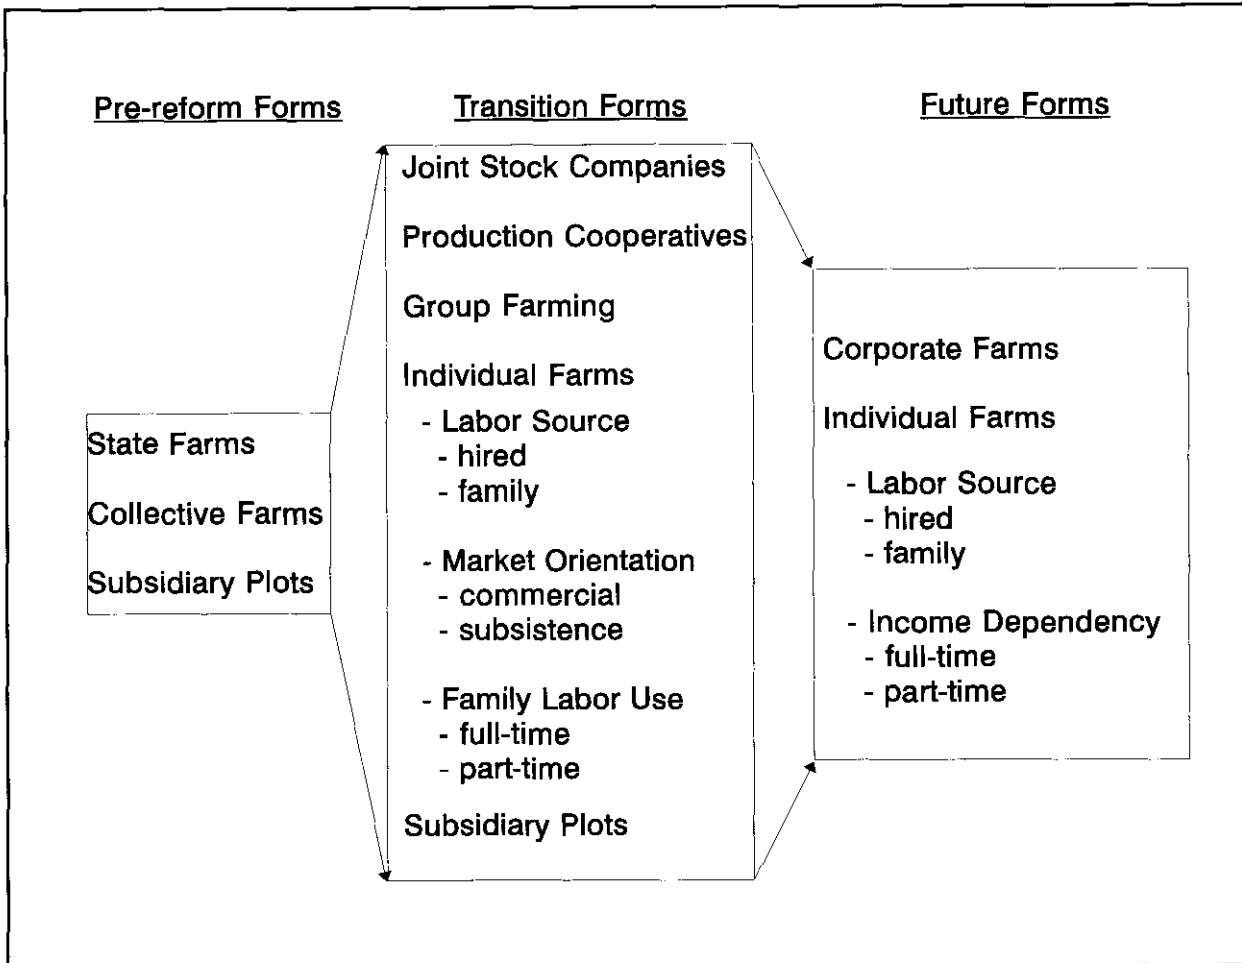 Pre-reform Forms
Transition Forms
Future Forms
State Farms
Collective Farms
Subsidiary Plots
Joint Stock Companies
Production Cooperatives
Group Farming
Individual Farms
- Labor Source
- hired
- family
- Market Orientation
- commercial
- subsistence
- Family Labor Use
- full-time
- part-time
Subsidiary Plots
Corporate Farms
Individual Farms
- Labor Source
- hired
- family
- Income Dependency
- full-time
- part-time